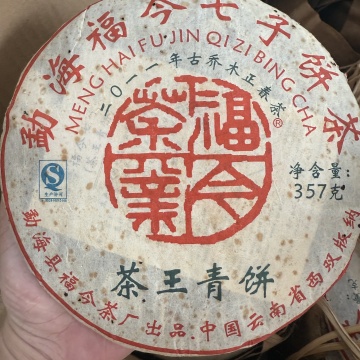 勐海福今七子饼茶
MENG HAI FU JIN QI ZI BING CHA
二〇一一年古乔木正春茶®
福今茶業
净含量:
357克
茶王青饼
勐海县福今茶厂出品.中国云南省西双版纳